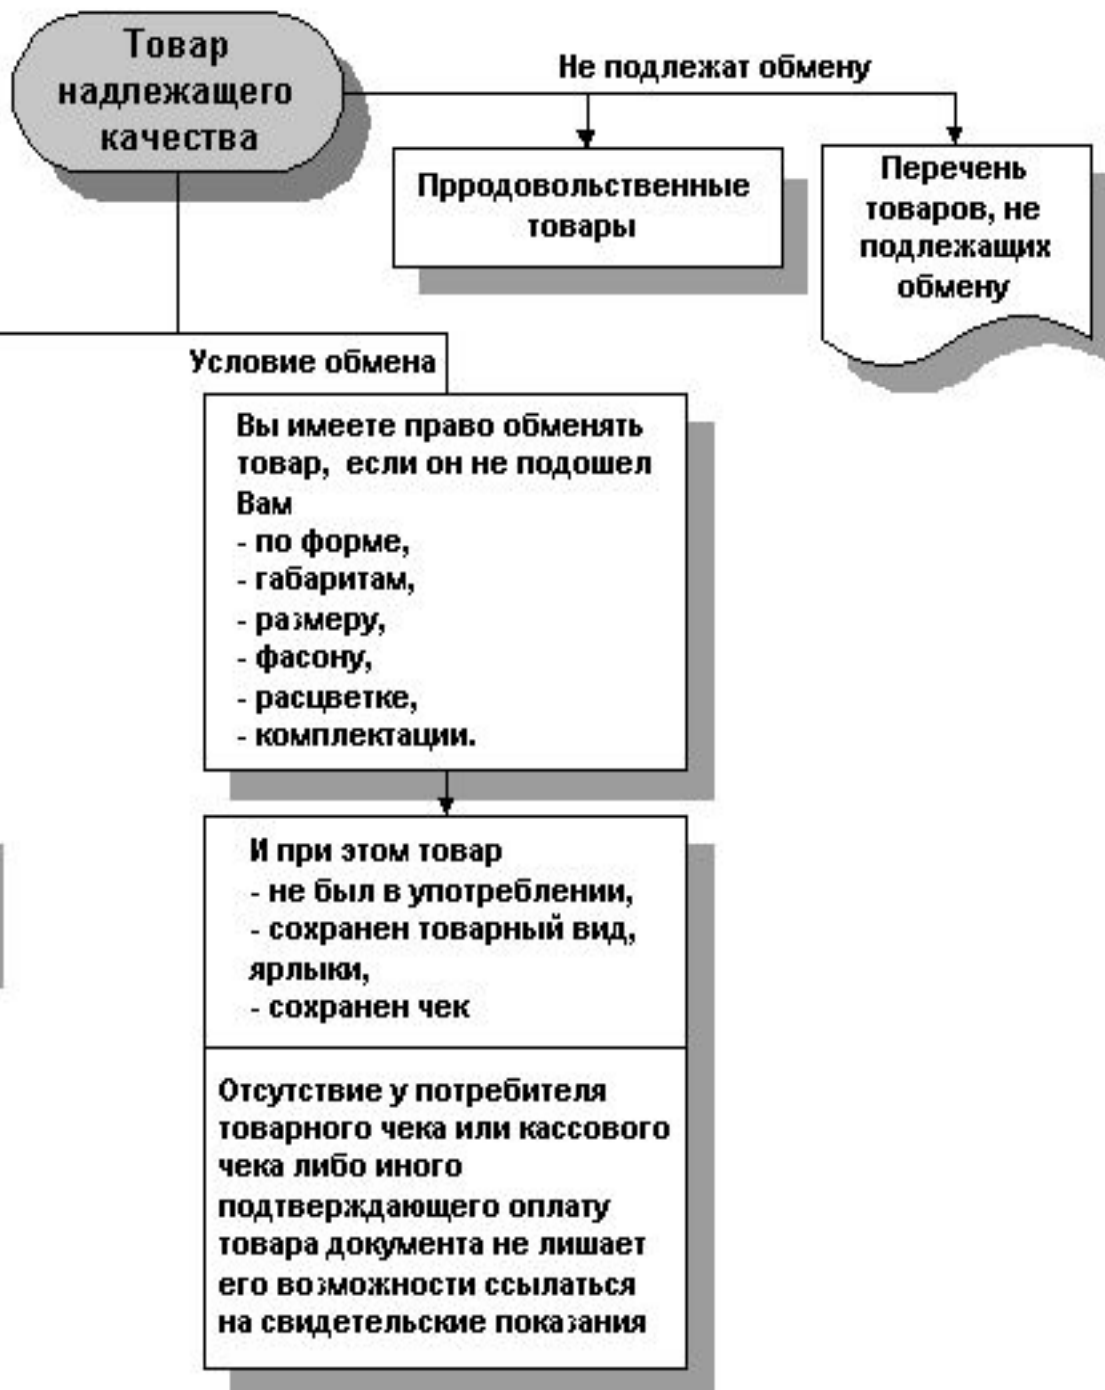 Товар
надлежащего
качества
Не подлежат обмену
Прродовольственные
товары
Перечень
товаров, не
подлежащих
обмену
Условие обмена
Вы имеете право обменять
товар, если он не подошел
Вам
- по форме,
- габаритам,
- размеру,
- фасону,
- расцветке,
- комплектации.
И при этом товар
- не был в употреблении,
- сохранен товарный вид,
ярлыки,
- сохранен чек
Отсутствие у потребителя
товарного чека или кассового
чека либо иного
подтверждающего оплату
товара документа не лишает
его возможности ссылаться
на свидетельские показания